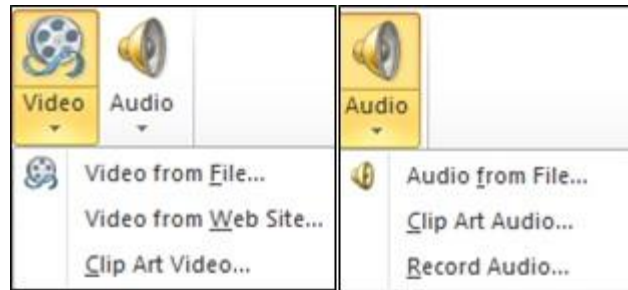 Video Audio
Video from File...
Video from Web Site...
Clip Art Video...
Audio
Audio from File...
Clip Art Audio...
Record Audio...